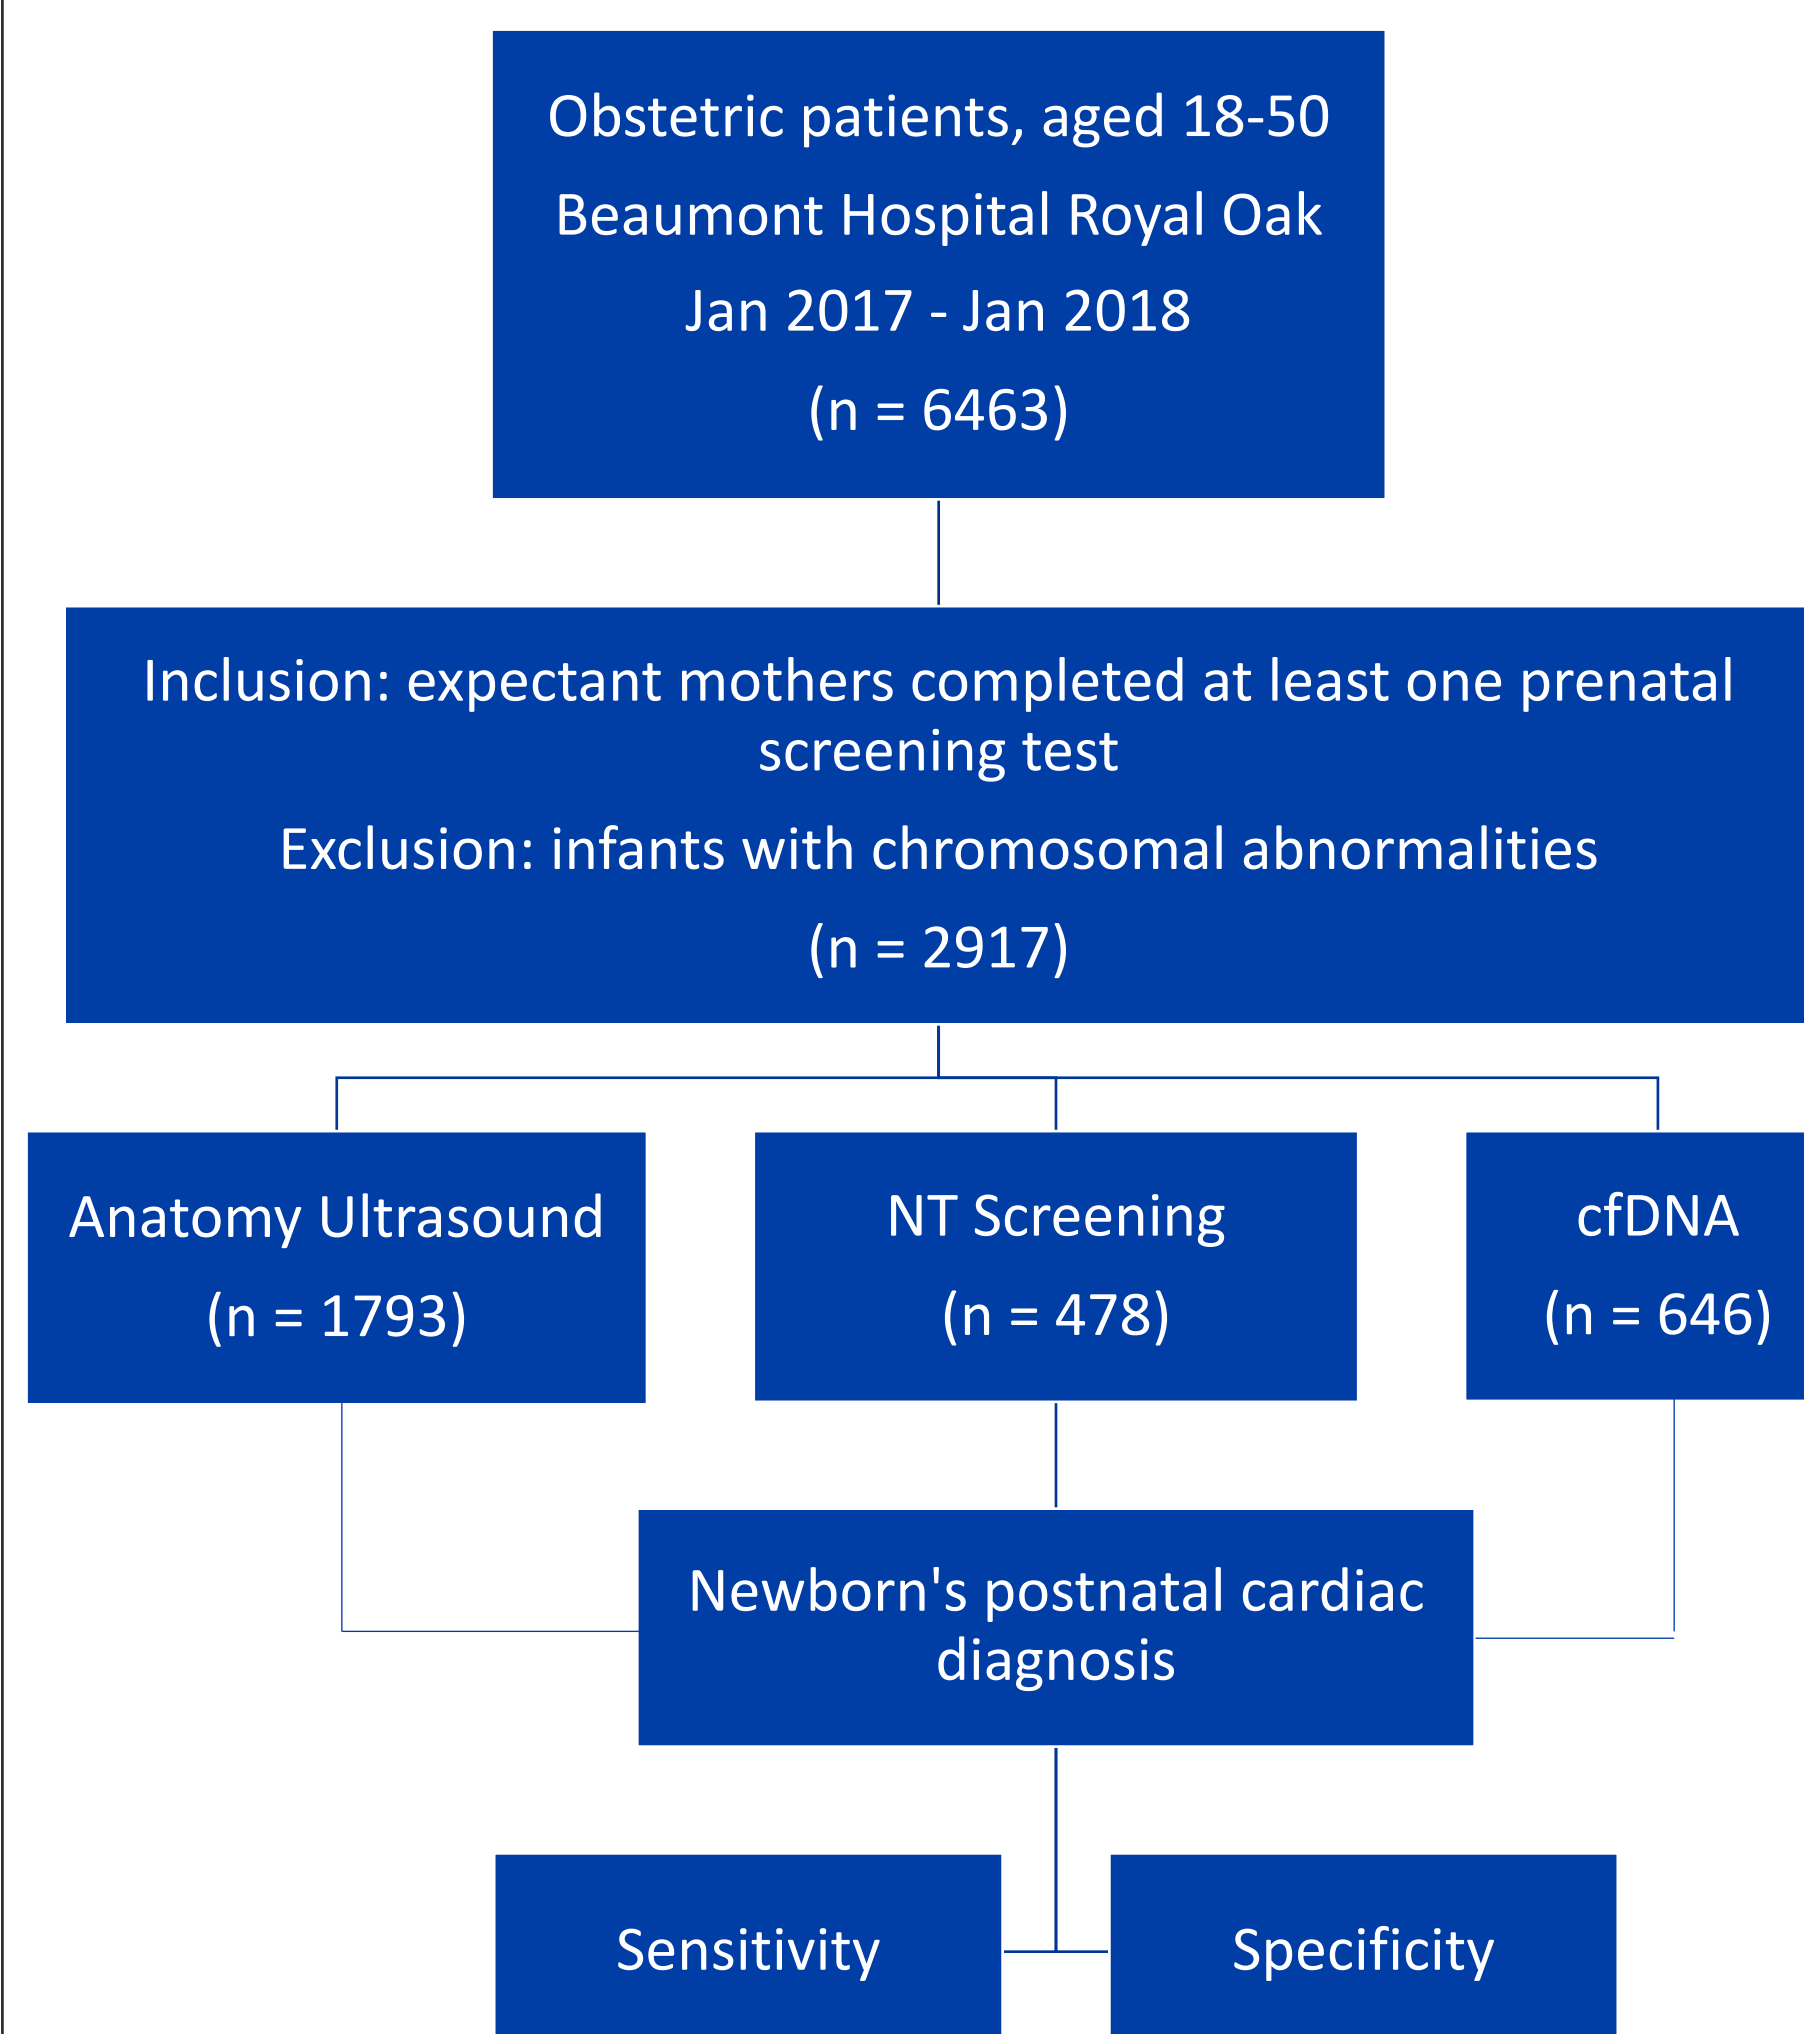 Obstetric patients, aged 18-50
Beaumont Hospital Royal Oak
Jan 2017 - Jan 2018
(n = 6463)
Inclusion: expectant mothers completed at least one prenatal
screening test
Exclusion: infants with chromosomal abnormalities
(n = 2917)
Anatomy Ultrasound
(n = 1793)
NT Screening
(n = 478)
cfDNA
(n = 646)
Newborn's postnatal cardiac
diagnosis
Sensitivity
Specificity